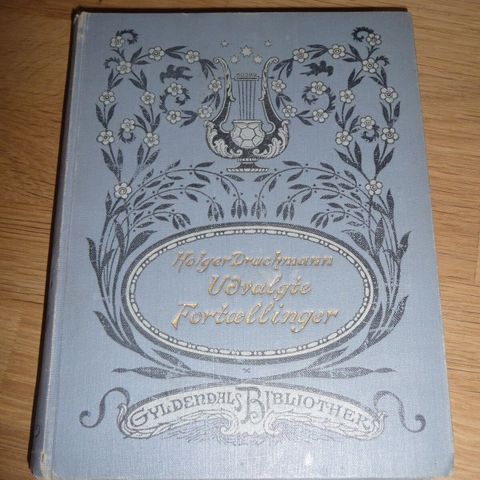 Holger Drachmann
Udvalgte
Fortællinger
GYLDENDALS BIBLIOTHEK